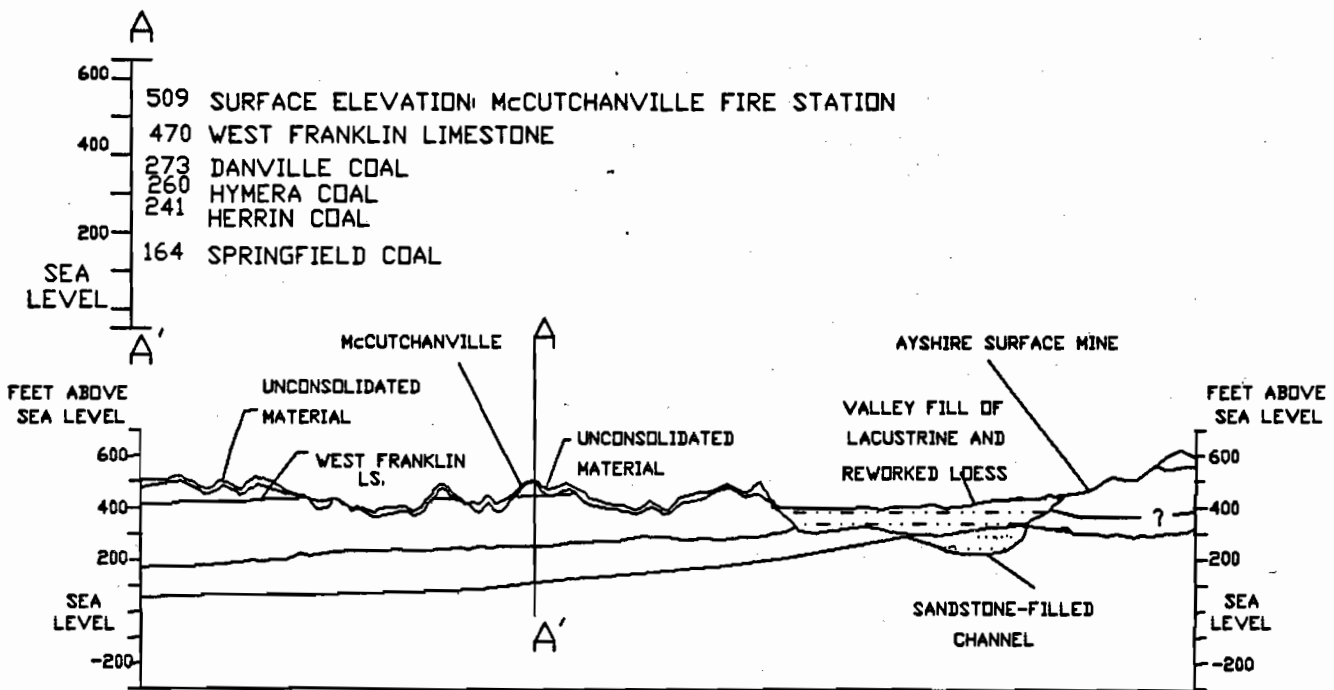 A
600
509 SURFACE ELEVATION: McCUTCHANVILLE FIRE STATION
470 WEST FRANKLIN LIMESTONE
400
273 DANVILLE COAL
260 HYMERA COAL
241 HERRIN COAL
200
164 SPRINGFIELD COAL
SEA
LEVEL
A'
A
McCUTCHANVILLE
AYSHIRE SURFACE MINE
FEET ABOVE
SEA LEVEL
UNCONSOLIDATED
MATERIAL
VALLEY FILL OF
LACUSTRINE AND
REWORKED LOESS
FEET ABOVE
SEA LEVEL
UNCONSOLIDATED
MATERIAL
600
WEST FRANKLIN
LS.
600
400
400
?
200
200
SEA
LEVEL
SANDSTONE-FILLED
CHANNEL
SEA
LEVEL
A'
-200
-200